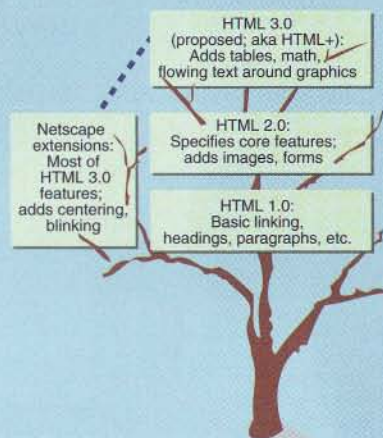 HTML 3.0
(proposed; aka HTML+):
Adds tables, math,
flowing text around graphics
Netscape
extensions:
Most of
HTML 3.0
features;
adds centering,
blinking
HTML 2.0:
Specifies core features;
adds images, forms
HTML 1.0:
Basic linking,
headings, paragraphs, etc.